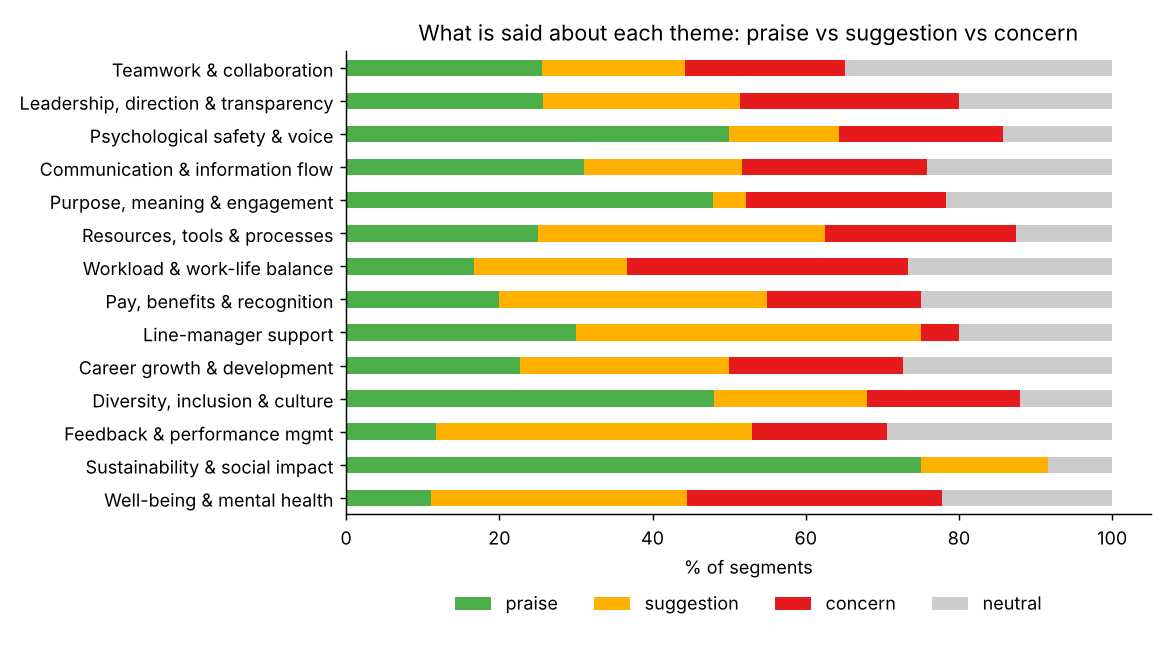 What is said about each theme: praise vs suggestion vs concern
Teamwork & collaboration
Leadership, direction & transparency
Psychological safety & voice
Communication & information flow
Purpose, meaning & engagement
Resources, tools & processes
Workload & work-life balance
Pay, benefits & recognition
Line-manager support
Career growth & development
Diversity, inclusion & culture
Feedback & performance mgmt
Sustainability & social impact
Well-being & mental health
0 20 40 60 80 100
% of segments
praise suggestion concern neutral